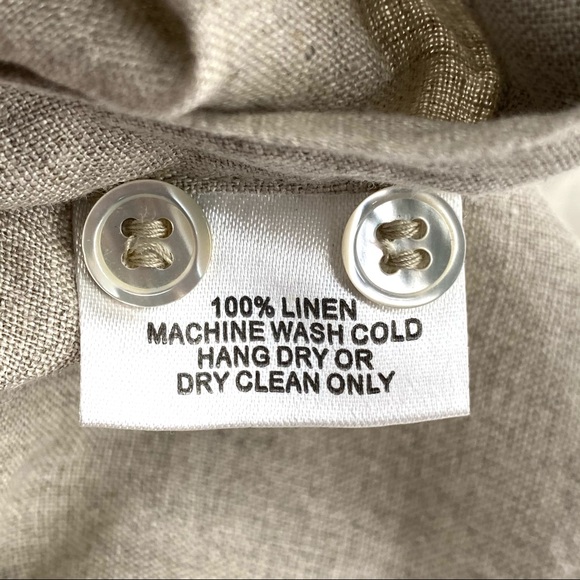 100% LINEN
MACHINE WASH COLD
HANG DRY OR
DRY CLEAN ONLY